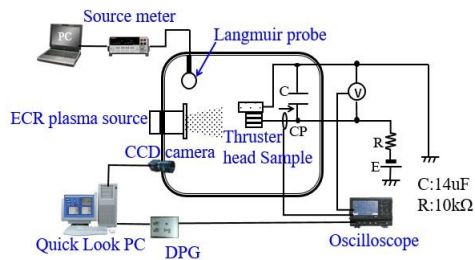 Source meter
PC
Langmuir probe
C
V
ECR plasma source
Thruster
head Sample
CP
R
E
CCD camera
C:14uF
R:10kΩ
Quick Look PC
DPG
Oscilloscope